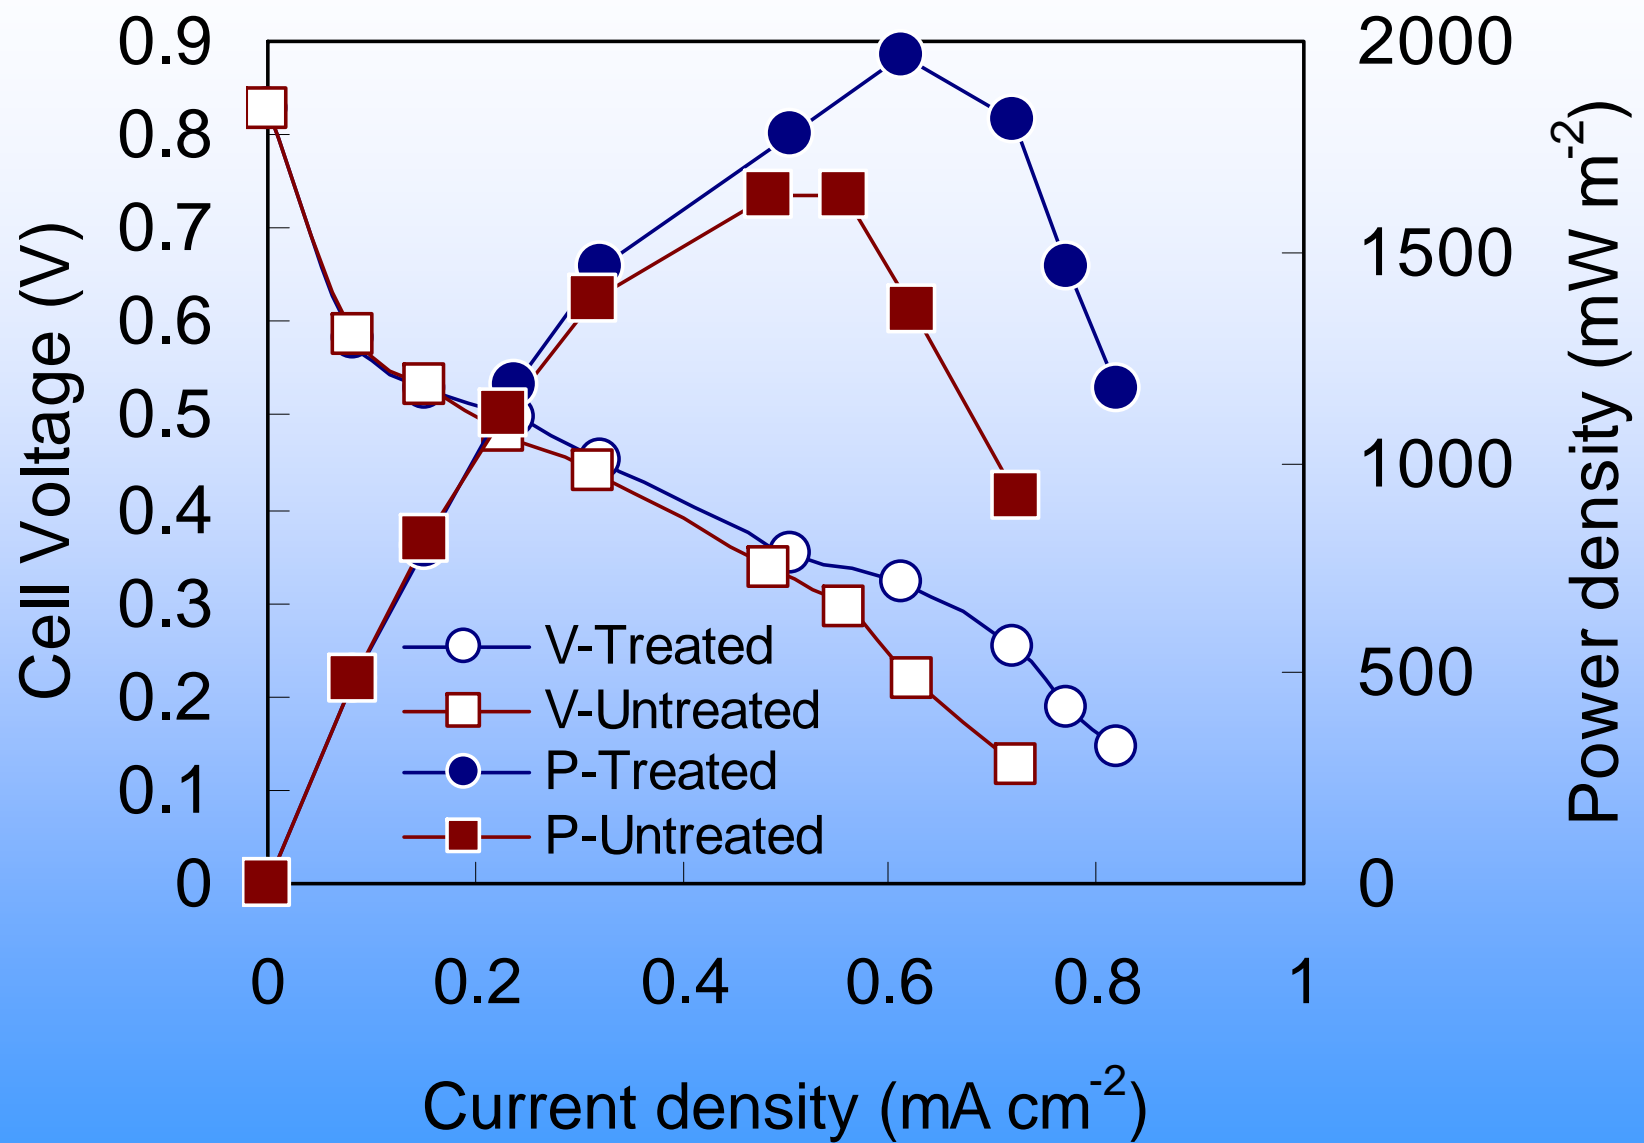 0.9
0.8
0.7
0.6
0.5
0.4
0.3
0.2
0.1
0
Cell Voltage (V)
2000
1500
1000
500
0
Power density (mW m⁻²)
V-Treated
V-Untreated
P-Treated
P-Untreated
0 0.2 0.4 0.6 0.8 1
Current density (mA cm⁻²)